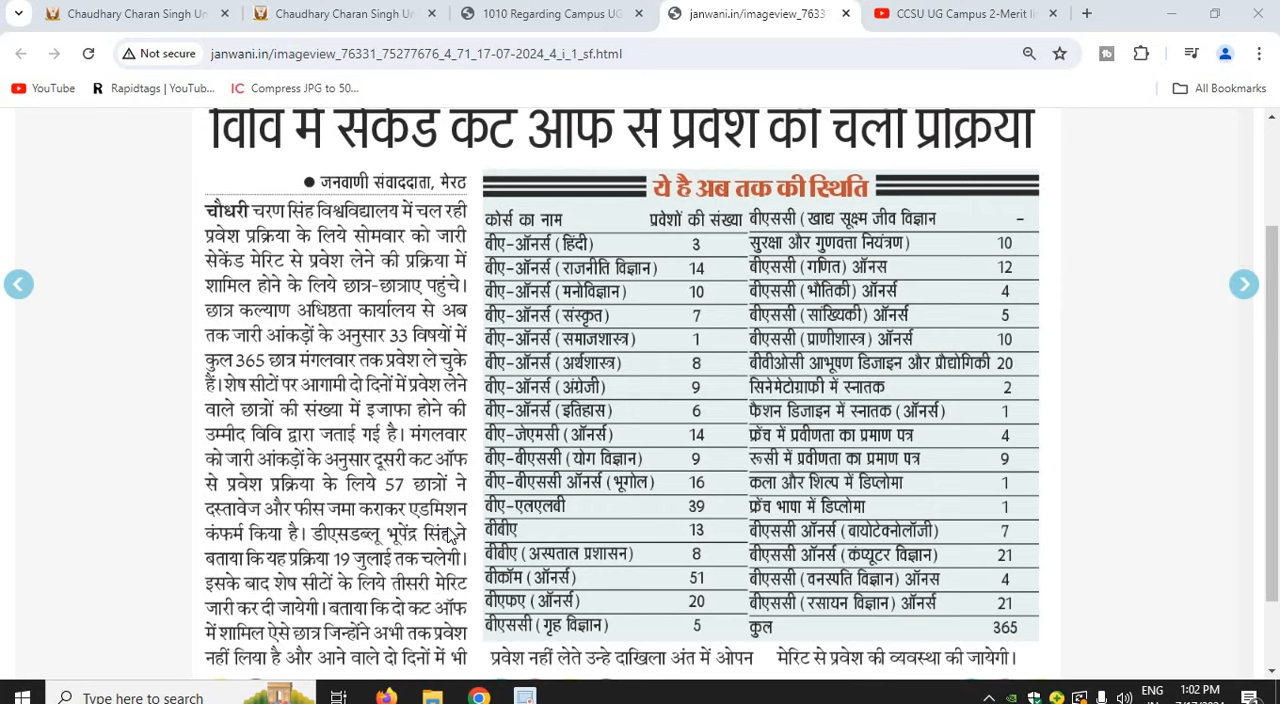 Chaudhary Charan Singh Un
Chaudhary Charan Singh Un
1010 Regarding Campus UG
janwani.in/imageview_7633
CCSU UG Campus 2-Merit l
Not secure
janwani.in/imageview_76331_75277676_4_71_17-07-2024_4_i_1_sf.html
YouTube
Rapidtags | YouTub...
Compress JPG to 50...
All Bookmarks
विवि में सेकेंड कट ऑफ से प्रवेश की चली प्रक्रिया
● जनवाणी संवाददाता, मेरठ
चौधरी चरण सिंह विश्वविद्यालय में चल रही
प्रवेश प्रक्रिया के लिये सोमवार को जारी
सेकेंड मेरिट से प्रवेश लेने की प्रक्रिया में
शामिल होने के लिये छात्र-छात्राए पहुंचे।
छात्र कल्याण अधिष्ठता कार्यालय से अब
तक जारी आंकड़ों के अनुसार 33 विषयों में
कुल 365 छात्र मंगलवार तक प्रवेश ले चुके
हैं। शेष सीटों पर आगामी दो दिनों में प्रवेश लेने
वाले छात्रों की संख्या में इजाफा होने की
उम्मीद विवि द्वारा जताई गई है। मंगलवार
को जारी आंकड़ों के अनुसार दूसरी कट ऑफ
से प्रवेश प्रक्रिया के लिये 57 छात्रों ने
दस्तावेज और फीस जमा कराकर एडमिशन
कंफर्म किया है। डीएसडब्लू भूपेंद्र सिंह ने
बताया कि यह प्रक्रिया 19 जुलाई तक चलेगी।
इसके बाद शेष सीटों के लिये तीसरी मेरिट
जारी कर दी जायेगी। बताया कि दो कट ऑफ
में शामिल ऐसे छात्र जिन्होंने अभी तक प्रवेश
नहीं लिया है और आने वाले दो दिनों में भी
ये है अब तक की स्थिति
कोर्स का नाम प्रवेशों की संख्या
बीए-ऑनर्स (हिंदी) 3
बीए-ऑनर्स (राजनीति विज्ञान) 14
बीए-ऑनर्स (मनोविज्ञान) 10
बीए-ऑनर्स (संस्कृत) 7
बीए-ऑनर्स (समाजशास्त्र) 1
बीए-ऑनर्स (अर्थशास्त्र) 8
बीए-ऑनर्स (अंग्रेजी) 9
बीए-ऑनर्स (इतिहास) 6
बीए-जेएमसी (ऑनर्स) 14
बीए-बीएससी (योग विज्ञान) 9
बीए-बीएससी ऑनर्स (भूगोल) 16
बीए-एलएलबी 39
बीबीए 13
बीबीए (अस्पताल प्रशासन) 8
बीकॉम (ऑनर्स) 51
बीएफए (ऑनर्स) 20
बीएससी (गृह विज्ञान) 5
बीएससी (खाद्य सूक्ष्म जीव विज्ञान -
सुरक्षा और गुणवत्ता नियंत्रण) 10
बीएससी (गणित) ऑनस 12
बीएससी (भौतिकी) ऑनर्स 4
बीएससी (सांख्यिकी) ऑनर्स 5
बीएससी (प्राणीशास्त्र) ऑनर्स 10
बीवीओसी आभूषण डिजाइन और प्रौद्योगिकी 20
सिनेमेटोग्राफी में स्नातक 2
फैशन डिजाइन में स्नातक (ऑनर्स) 1
फ्रेंच में प्रवीणता का प्रमाण पत्र 4
रूसी में प्रवीणता का प्रमाण पत्र 9
कला और शिल्प में डिप्लोमा 1
फ्रेंच भाषा में डिप्लोमा 1
बीएससी ऑनर्स (बायोटेक्नोलॉजी) 7
बीएससी ऑनर्स (कंप्यूटर विज्ञान) 21
बीएससी (वनस्पति विज्ञान) ऑनस 4
बीएससी (रसायन विज्ञान) ऑनर्स 21
कुल 365
प्रवेश नहीं लेते उन्हे दाखिला अंत में ओपन
मेरिट से प्रवेश की व्यवस्था की जायेगी।
Type here to search
ENG
1:02 PM